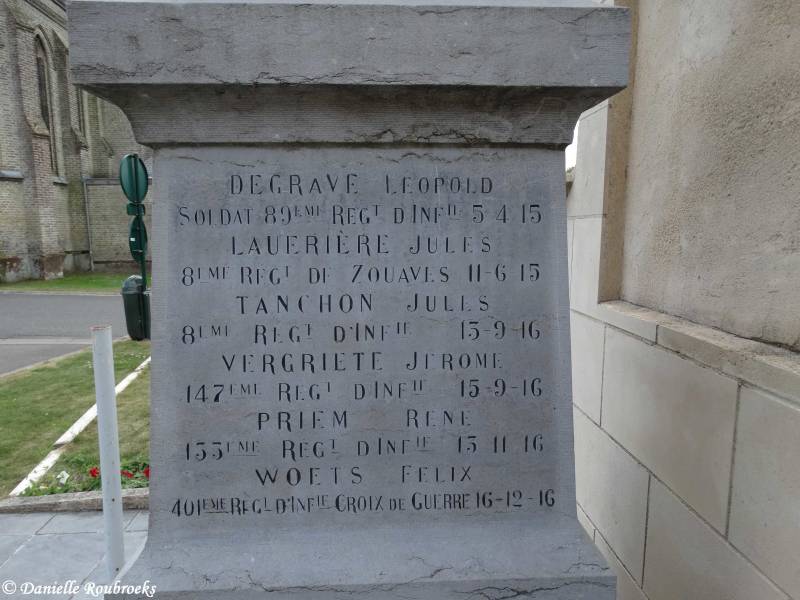 DEGRAVE LEOPOLD
SOLDAT 89EME REGT D'INFIE 5-4-15
LAUERIÈRE JULES
8EME REGT DE ZOUAVES 11-6-15
TANCHON JULES
8EME REGT D'INFIE 13-9-16
VERGRIETE JEROME
147EME REGT D'INFIE 15-9-16
PRIEM RENE
155EME REGT D'INFIE 13 11 16
WOETS FELIX
401EME REGT D'INFIE CROIX DE GUERRE 16-12-16
© Danielle Roubroeks